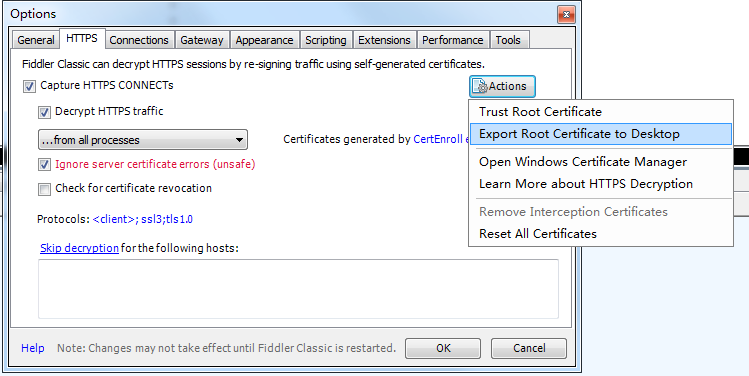 Options
General HTTPS Connections Gateway Appearance Scripting Extensions Performance Tools
Fiddler Classic can decrypt HTTPS sessions by re-signing traffic using self-generated certificates.
Capture HTTPS CONNECTs
Actions
Decrypt HTTPS traffic
Trust Root Certificate
...from all processes
Certificates generated by CertEnroll
Export Root Certificate to Desktop
Ignore server certificate errors (unsafe)
Open Windows Certificate Manager
Check for certificate revocation
Learn More about HTTPS Decryption
Protocols: <client>; ssl3;tls1.0
Remove Interception Certificates
Reset All Certificates
Skip decryption for the following hosts:
Help
Note: Changes may not take effect until Fiddler Classic is restarted.
OK
Cancel